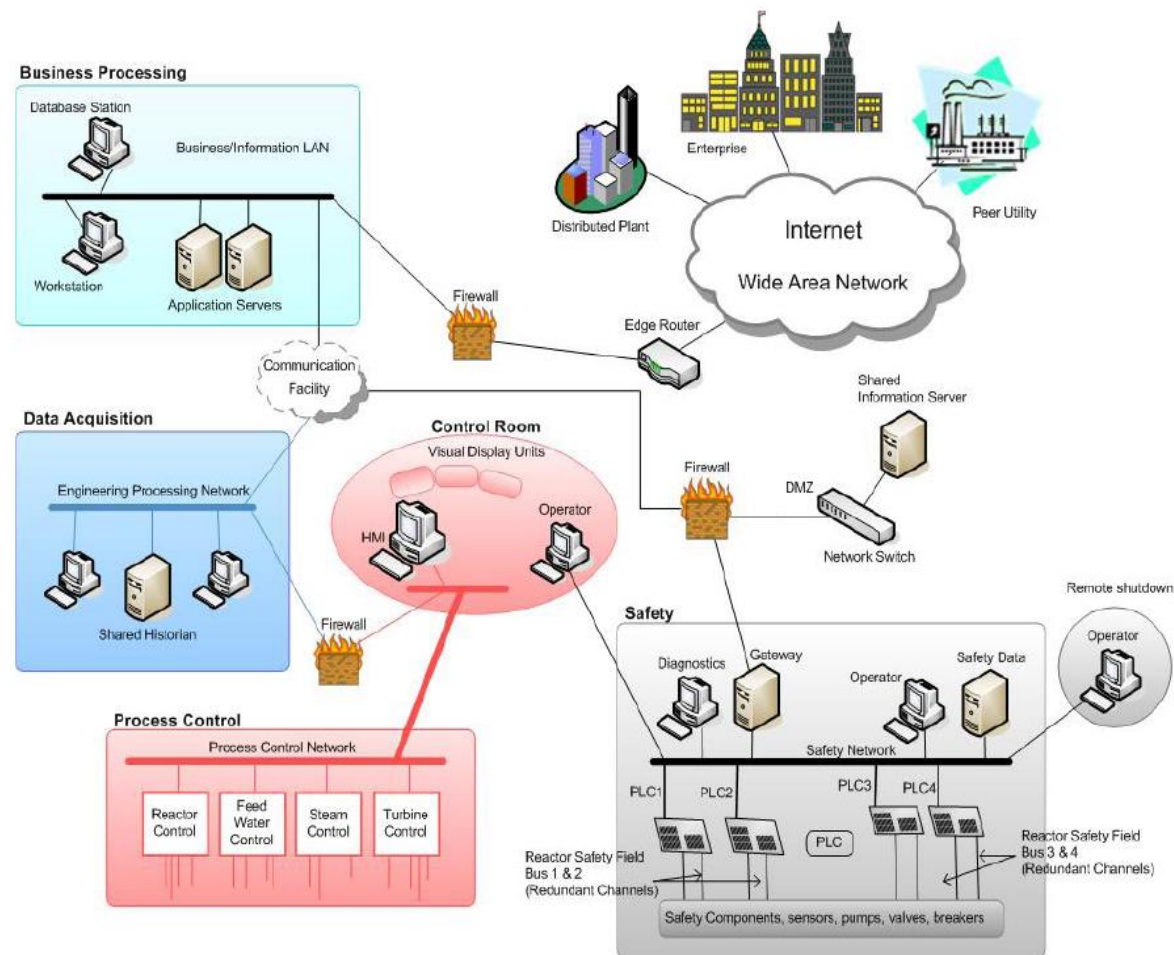 Business Processing
Database Station
Business/Information LAN
Workstation
Application Servers
Enterprise
Distributed Plant
Peer Utility
Internet
Wide Area Network
Firewall
Edge Router
Communication
Facility
Shared
Information Server
Data Acquisition
Engineering Processing Network
Shared Historian
Control Room
Visual Display Units
HMI
Operator
Firewall
DMZ
Network Switch
Firewall
Remote shutdown
Operator
Safety
Diagnostics
Gateway
Operator
Safety Data
Safety Network
PLC1
PLC2
PLC3
PLC4
PLC
Reactor Safety Field
Bus 1 & 2
(Redundant Channels)
Reactor Safety Field
Bus 3 & 4
(Redundant Channels)
Safety Components, sensors, pumps, valves, breakers
Process Control
Process Control Network
Reactor
Control
Feed
Water
Control
Steam
Control
Turbine
Control